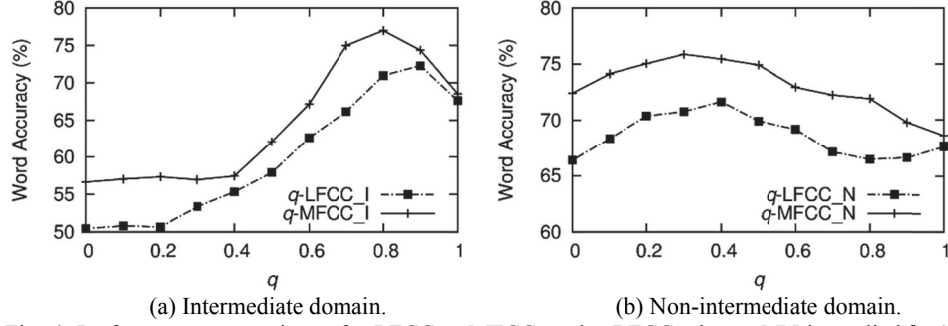 80
75
70
65
60
55
50
Word Accuracy (%)
0 0.2 0.4 0.6 0.8 1
q
q-LFCC_I
q-MFCC_I
(a) Intermediate domain.
80
75
70
65
60
Word Accuracy (%)
0 0.2 0.4 0.6 0.8 1
q
q-LFCC_N
q-MFCC_N
(b) Non-intermediate domain.